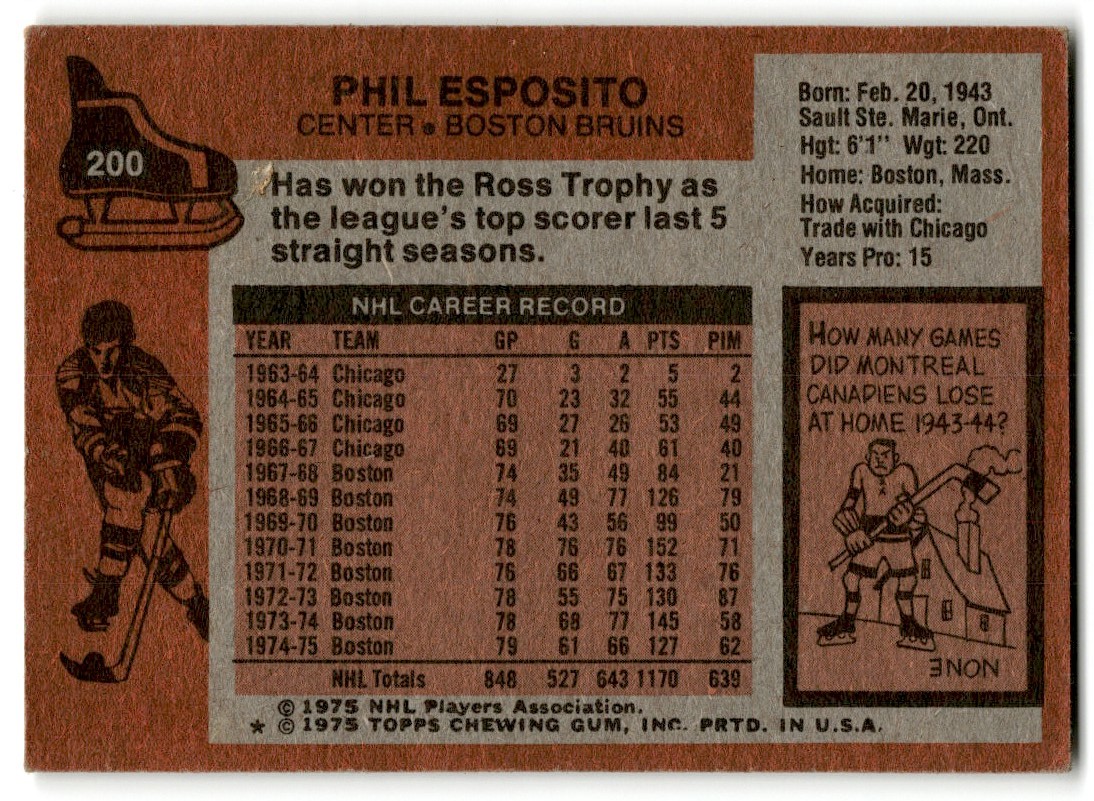 200
PHIL ESPOSITO
CENTER • BOSTON BRUINS
Has won the Ross Trophy as
the league's top scorer last 5
straight seasons.
Born: Feb. 20, 1943
Sault Ste. Marie, Ont.
Hgt: 6'1" Wgt: 220
Home: Boston, Mass.
How Acquired:
Trade with Chicago
Years Pro: 15
NHL CAREER RECORD
YEAR TEAM GP G A PTS PIM
1963-64 Chicago 27 3 2 5 2
1964-65 Chicago 70 23 32 55 44
1965-66 Chicago 69 27 26 53 49
1966-67 Chicago 69 21 40 61 40
1967-68 Boston 74 35 49 84 21
1968-69 Boston 74 49 77 126 79
1969-70 Boston 76 43 56 99 50
1970-71 Boston 78 76 76 152 71
1971-72 Boston 76 66 67 133 76
1972-73 Boston 78 55 75 130 87
1973-74 Boston 78 68 77 145 58
1974-75 Boston 79 61 66 127 62
NHL Totals 848 527 643 1170 639
© 1975 NHL Players Association.
* © 1975 TOPPS CHEWING GUM, INC. PRTD. IN U.S.A.
HOW MANY GAMES
DID MONTREAL
CANADIENS LOSE
AT HOME 1943-44?
NONE